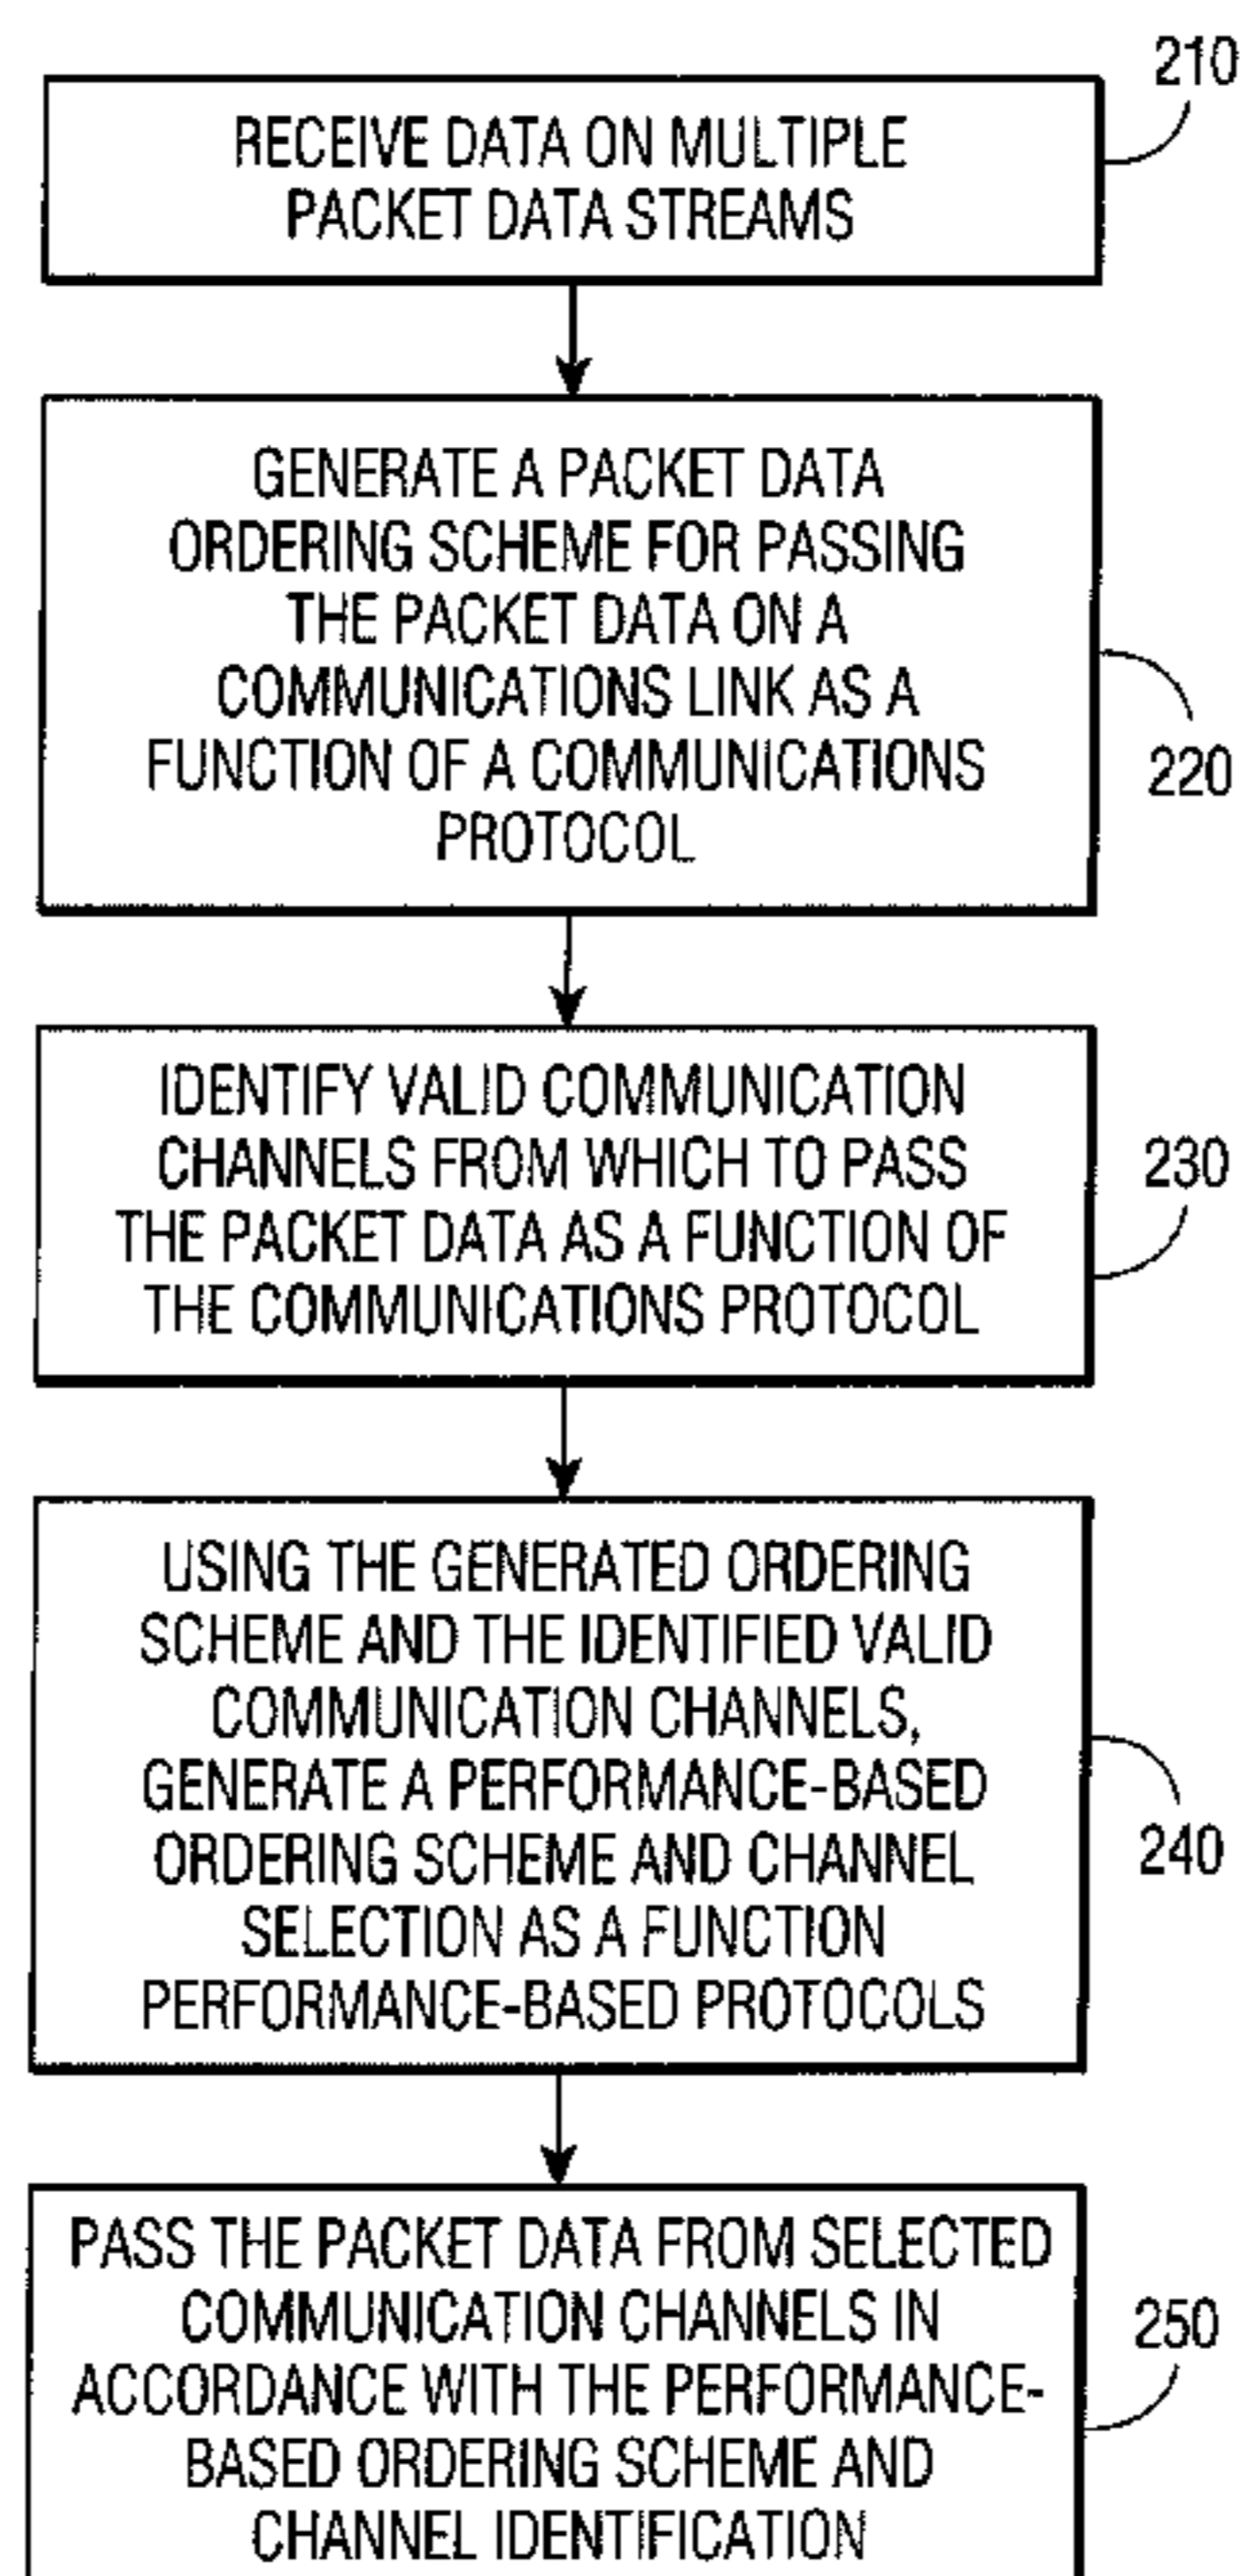 210
RECEIVE DATA ON MULTIPLE
PACKET DATA STREAMS
GENERATE A PACKET DATA
ORDERING SCHEME FOR PASSING
THE PACKET DATA ON A
COMMUNICATIONS LINK AS A
FUNCTION OF A COMMUNICATIONS
PROTOCOL
220
IDENTIFY VALID COMMUNICATION
CHANNELS FROM WHICH TO PASS
THE PACKET DATA AS A FUNCTION OF
THE COMMUNICATIONS PROTOCOL
230
USING THE GENERATED ORDERING
SCHEME AND THE IDENTIFIED VALID
COMMUNICATION CHANNELS,
GENERATE A PERFORMANCE-BASED
ORDERING SCHEME AND CHANNEL
SELECTION AS A FUNCTION
PERFORMANCE-BASED PROTOCOLS
240
PASS THE PACKET DATA FROM SELECTED
COMMUNICATION CHANNELS IN
ACCORDANCE WITH THE PERFORMANCE-
BASED ORDERING SCHEME AND
CHANNEL IDENTIFICATION
250